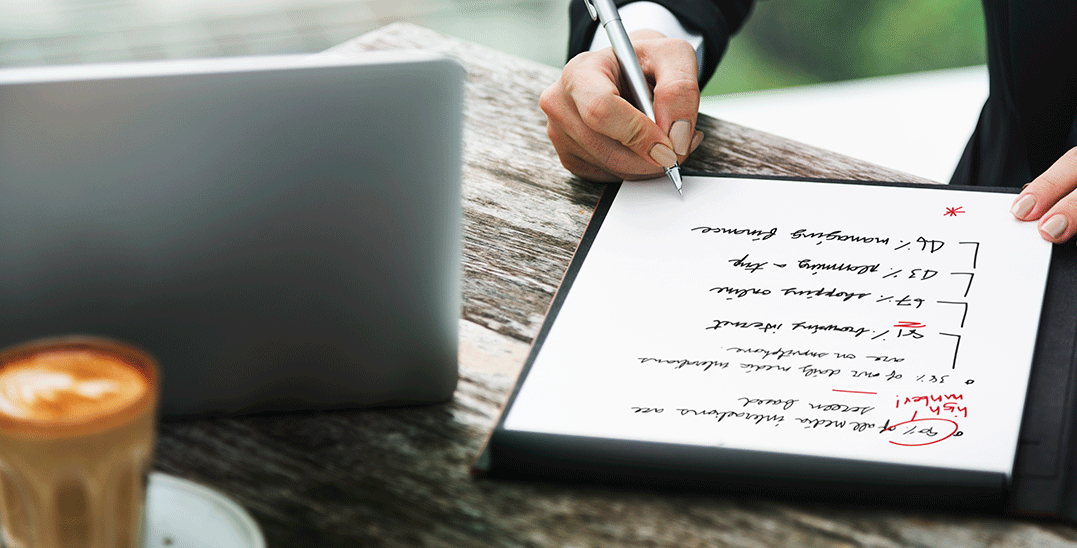 • 90% of all media interactions are
screen based
high
number!
• 38% of our daily media interactions
are on smartphone.
81% browsing internet
67% shopping online
43% planning a trip
46% managing finance
*